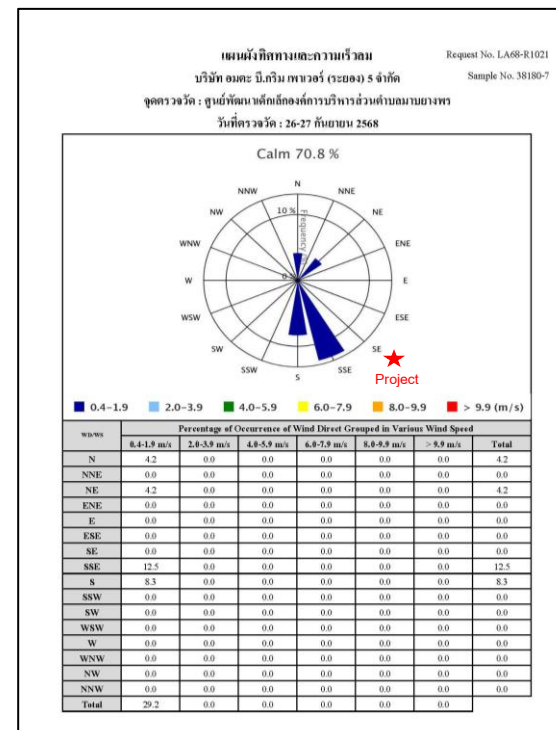 แผนผังทิศทางและความเร็วลม
Request No. LA68-R1021
บริษัท อมตะ บี.กริม เพาเวอร์ (ระยอง) 5 จำกัด
Sample No. 38180-7
จุดตรวจวัด : ศูนย์พัฒนาเด็กเล็กองค์การบริหารส่วนตำบลมาบยางพร
วันที่ตรวจวัด : 26-27 กันยายน 2568
Calm 70.8 %
N
NNW
NNE
NW
10 %
NE
Frequency
WNW
ENE
W
0 %
E
WSW
ESE
SW
SE
SSW
SSE
S
Project
0.4-1.9 2.0-3.9 4.0-5.9 6.0-7.9 8.0-9.9 > 9.9 (m/s)
WD/WS Percentage of Occurrence of Wind Direct Grouped in Various Wind Speed
0.4-1.9 m/s 2.0-3.9 m/s 4.0-5.9 m/s 6.0-7.9 m/s 8.0-9.9 m/s > 9.9 m/s Total
N 4.2 0.0 0.0 0.0 0.0 0.0 4.2
NNE 0.0 0.0 0.0 0.0 0.0 0.0 0.0
NE 4.2 0.0 0.0 0.0 0.0 0.0 4.2
ENE 0.0 0.0 0.0 0.0 0.0 0.0 0.0
E 0.0 0.0 0.0 0.0 0.0 0.0 0.0
ESE 0.0 0.0 0.0 0.0 0.0 0.0 0.0
SE 0.0 0.0 0.0 0.0 0.0 0.0 0.0
SSE 12.5 0.0 0.0 0.0 0.0 0.0 12.5
S 8.3 0.0 0.0 0.0 0.0 0.0 8.3
SSW 0.0 0.0 0.0 0.0 0.0 0.0 0.0
SW 0.0 0.0 0.0 0.0 0.0 0.0 0.0
WSW 0.0 0.0 0.0 0.0 0.0 0.0 0.0
W 0.0 0.0 0.0 0.0 0.0 0.0 0.0
WNW 0.0 0.0 0.0 0.0 0.0 0.0 0.0
NW 0.0 0.0 0.0 0.0 0.0 0.0 0.0
NNW 0.0 0.0 0.0 0.0 0.0 0.0 0.0
Total 29.2 0.0 0.0 0.0 0.0 0.0